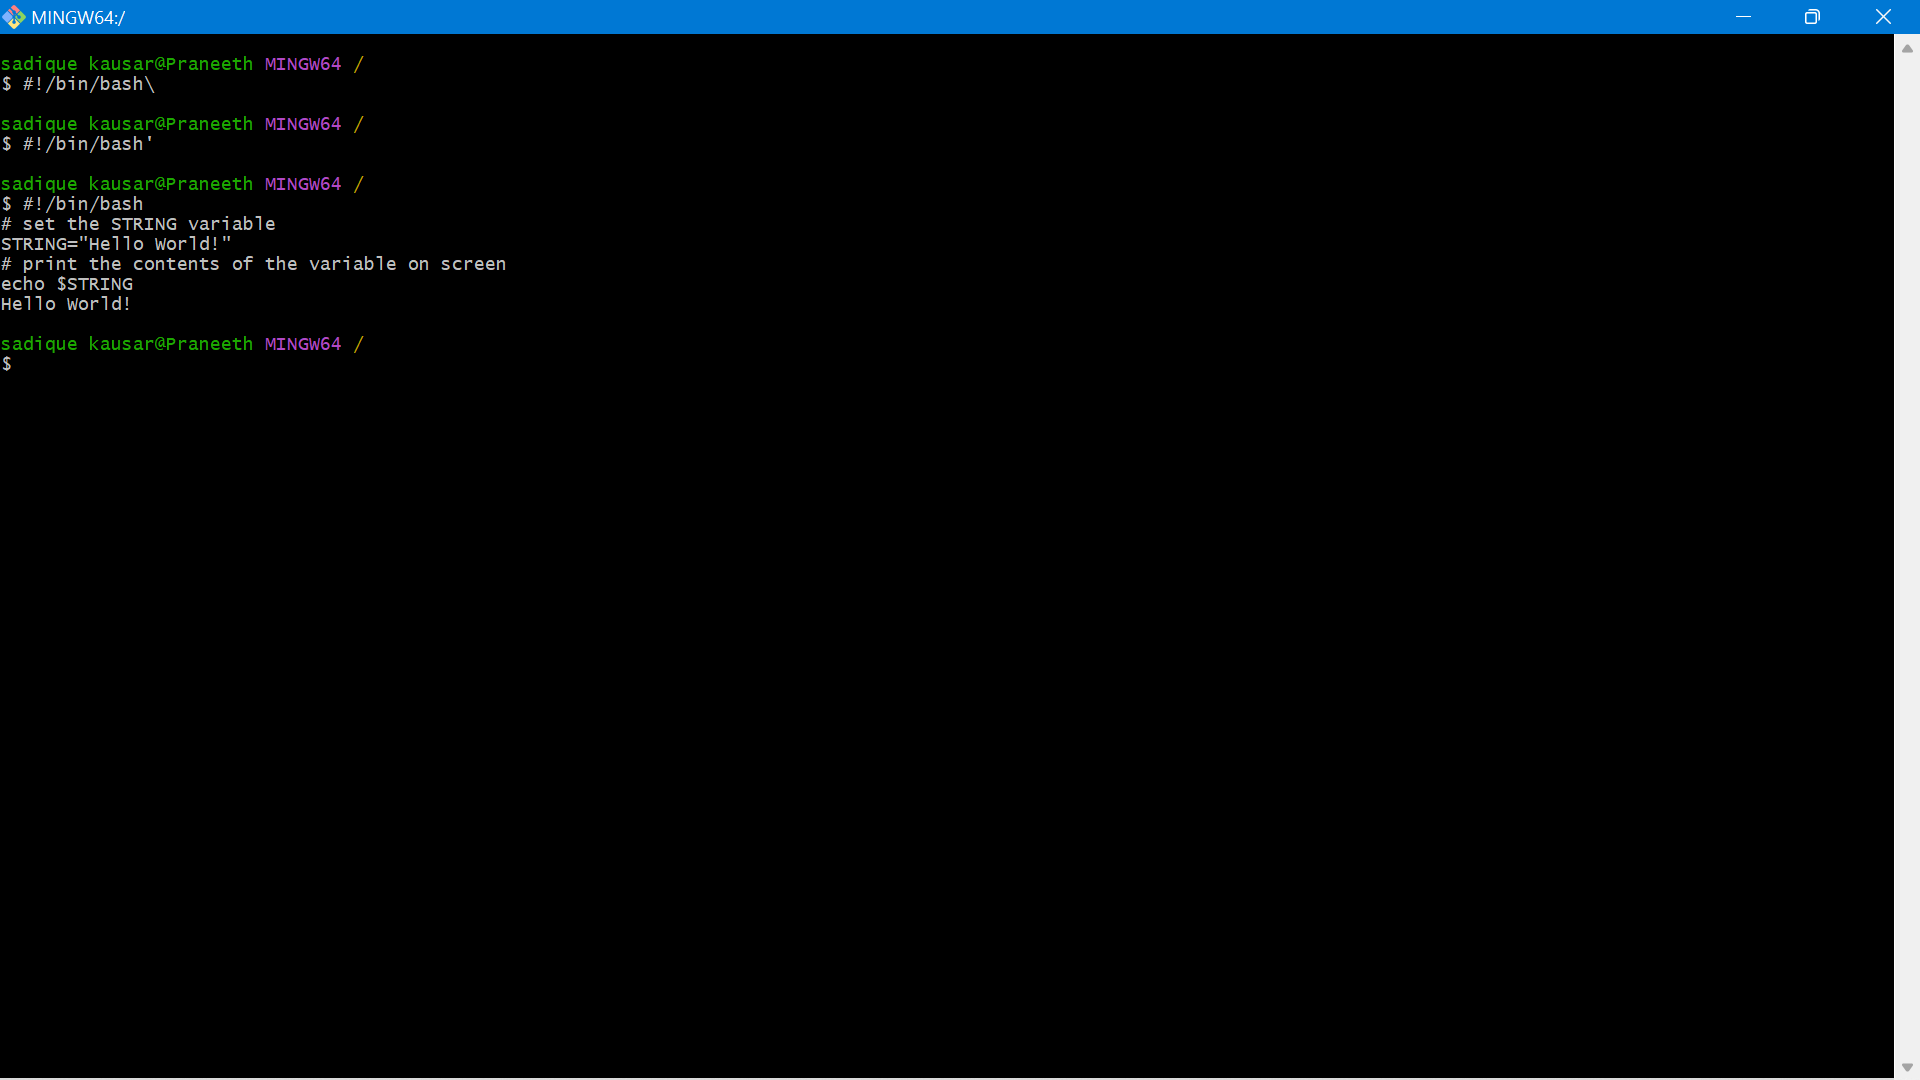 MINGW64:/
sadique kausar@Praneeth MINGW64 /
$ #!/bin/bash\
sadique kausar@Praneeth MINGW64 /
$ #!/bin/bash'
sadique kausar@Praneeth MINGW64 /
$ #!/bin/bash
# set the STRING variable
STRING="Hello World!"
# print the contents of the variable on screen
echo $STRING
Hello World!
sadique kausar@Praneeth MINGW64 /
$